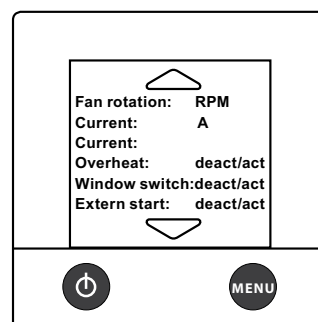 Fan rotation: RPM
Current: A
Current:
Overheat: deact/act
Window switch:deact/act
Extern start: deact/act
MENU